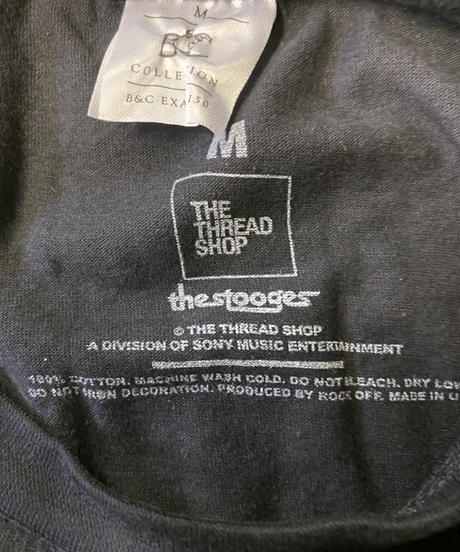 M
B&C
COLLECTION
B&C EXA 150
M
THE
THREAD
SHOP
thestooges
© THE THREAD SHOP
A DIVISION OF SONY MUSIC ENTERTAINMENT
100% COTTON. MACHINE WASH COLD. DO NOT BLEACH. DRY LOW
DO NOT IRON DECORATION. PRODUCED BY ROCK OFF. MADE IN U